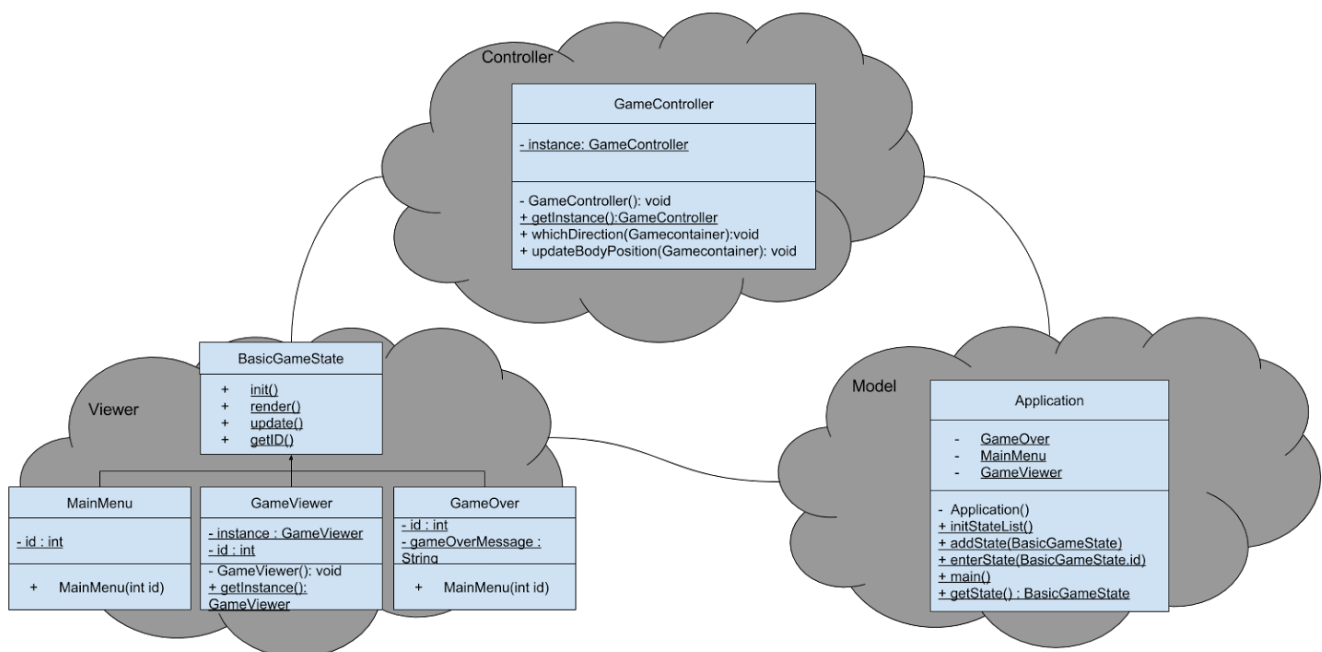 Controller
GameController
- instance: GameController
- GameController(): void
+ getInstance():GameController
+ whichDirection(Gamecontainer):void
+ updateBodyPosition(Gamecontainer): void
Viewer
BasicGameState
+ init()
+ render()
+ update()
+ getID()
MainMenu
- id : int
+ MainMenu(int id)
GameViewer
- instance : GameViewer
- id : int
- GameViewer(): void
+ getInstance():
GameViewer
GameOver
- id : int
- gameOverMessage :
String
+ MainMenu(int id)
Model
Application
- GameOver
- MainMenu
- GameViewer
- Application()
+ initStateList()
+ addState(BasicGameState)
+ enterState(BasicGameState.id)
+ main()
+ getState() : BasicGameState